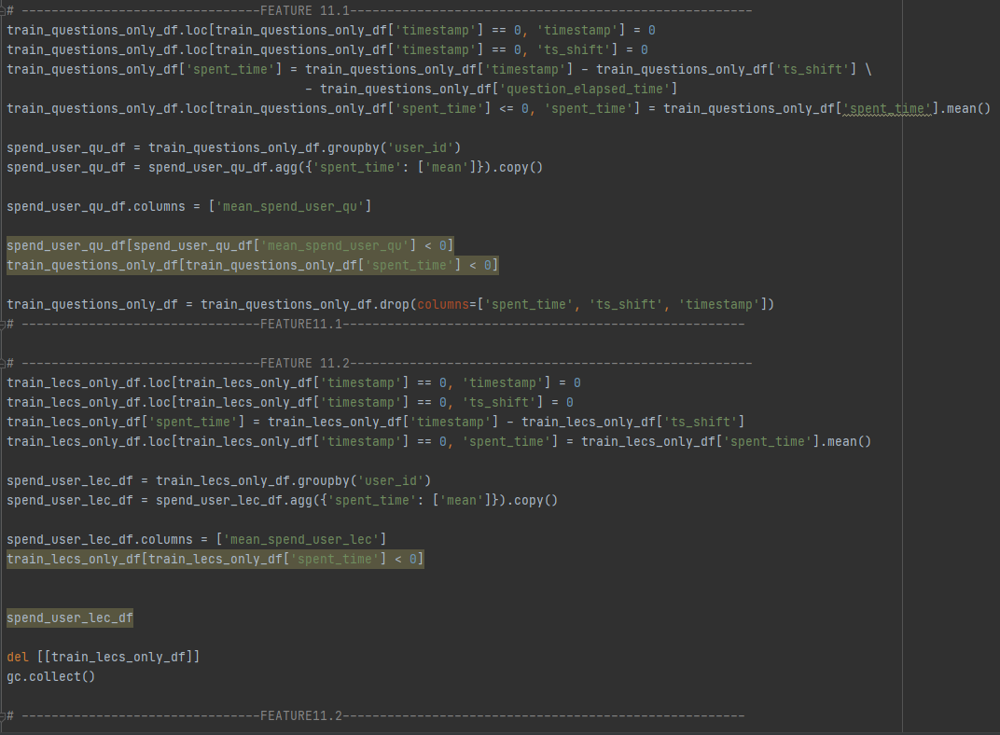 # --------------------------------FEATURE 11.1------------------------------------------------------
train_questions_only_df.loc[train_questions_only_df['timestamp'] == 0, 'timestamp'] = 0
train_questions_only_df.loc[train_questions_only_df['timestamp'] == 0, 'ts_shift'] = 0
train_questions_only_df['spent_time'] = train_questions_only_df['timestamp'] - train_questions_only_df['ts_shift'] \
- train_questions_only_df['question_elapsed_time']
train_questions_only_df.loc[train_questions_only_df['spent_time'] <= 0, 'spent_time'] = train_questions_only_df['spent_time'].mean()
spend_user_qu_df = train_questions_only_df.groupby('user_id')
spend_user_qu_df = spend_user_qu_df.agg({'spent_time': ['mean']}).copy()
spend_user_qu_df.columns = ['mean_spend_user_qu']
spend_user_qu_df[spend_user_qu_df['mean_spend_user_qu'] < 0]
train_questions_only_df[train_questions_only_df['spent_time'] < 0]
train_questions_only_df = train_questions_only_df.drop(columns=['spent_time', 'ts_shift', 'timestamp'])
# --------------------------------FEATURE11.1------------------------------------------------------
# --------------------------------FEATURE 11.2------------------------------------------------------
train_lecs_only_df.loc[train_lecs_only_df['timestamp'] == 0, 'timestamp'] = 0
train_lecs_only_df.loc[train_lecs_only_df['timestamp'] == 0, 'ts_shift'] = 0
train_lecs_only_df['spent_time'] = train_lecs_only_df['timestamp'] - train_lecs_only_df['ts_shift']
train_lecs_only_df.loc[train_lecs_only_df['timestamp'] == 0, 'spent_time'] = train_lecs_only_df['spent_time'].mean()
spend_user_lec_df = train_lecs_only_df.groupby('user_id')
spend_user_lec_df = spend_user_lec_df.agg({'spent_time': ['mean']}).copy()
spend_user_lec_df.columns = ['mean_spend_user_lec']
train_lecs_only_df[train_lecs_only_df['spent_time'] < 0]
spend_user_lec_df
del [[train_lecs_only_df]]
gc.collect()
# --------------------------------FEATURE11.2------------------------------------------------------